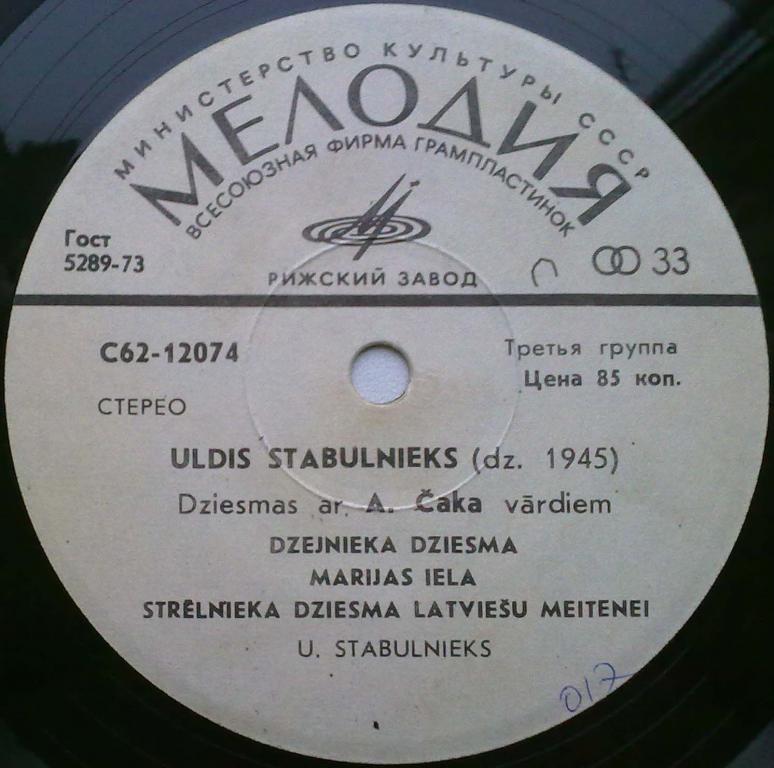 МИНИСТЕРСТВО КУЛЬТУРЫ СССР
МЕЛОДИЯ
ВСЕСОЮЗНАЯ ФИРМА ГРАМПЛАСТИНОК
Гост
5289-73
РИЖСКИЙ ЗАВОД
33
С62-12074
Третья группа
Цена 85 коп.
СТЕРЕО
ULDIS STABULNIEKS (dz. 1945)
Dziesmas ar A. Čaka vārdiem
DZEJNIEKA DZIESMA
MARIJAS IELA
STRĒLNIEKA DZIESMA LATVIEŠU MEITENEI
U. STABULNIEKS
017